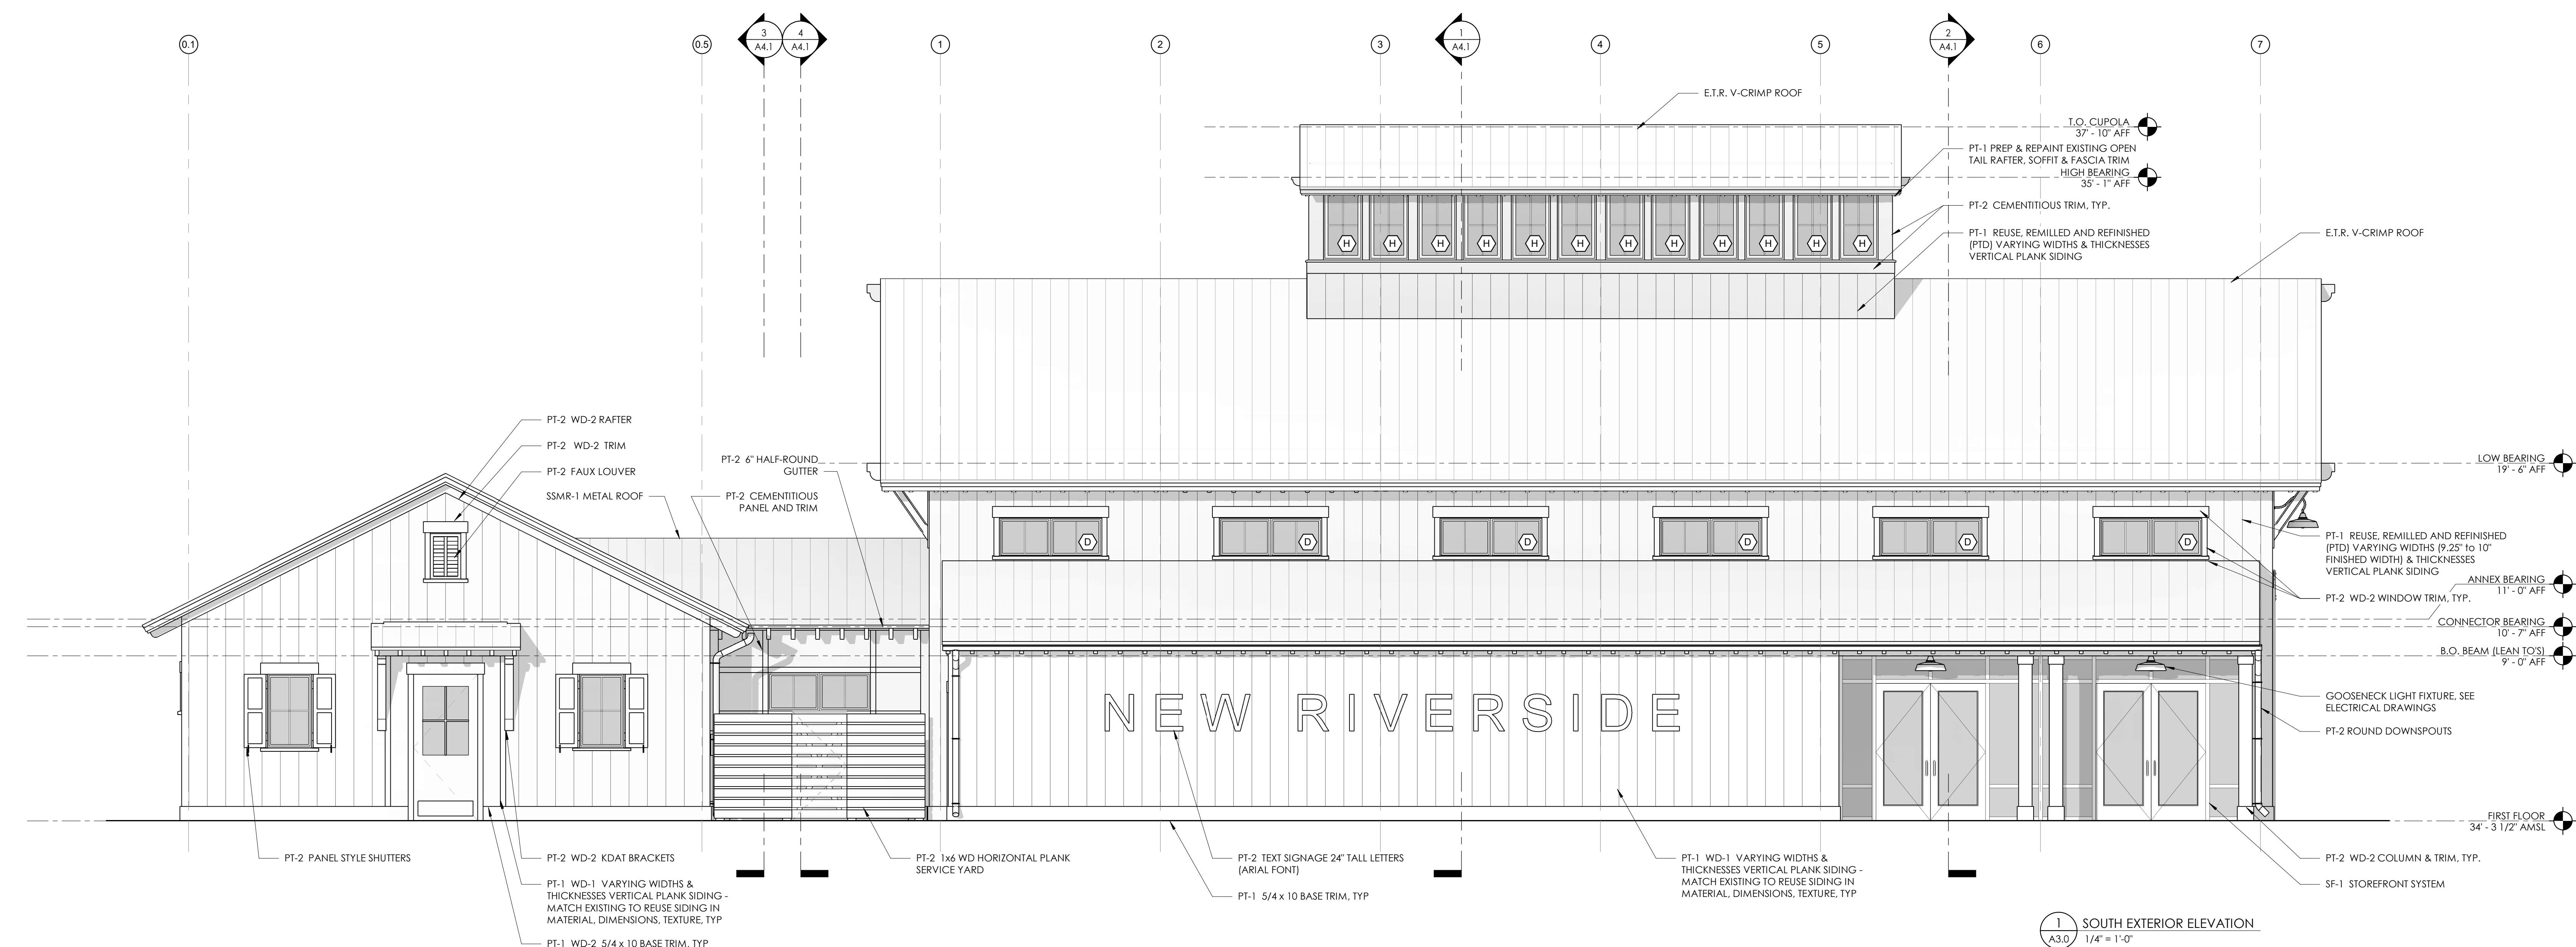 0.1
0.5
3
A4.1
4
A4.1
1
2
3
1
A4.1
4
5
2
A4.1
6
7
E.T.R. V-CRIMP ROOF
T.O. CUPOLA
37' - 10" AFF
PT-1 PREP & REPAINT EXISTING OPEN
TAIL RAFTER, SOFFIT & FASCIA TRIM
HIGH BEARING
35' - 1" AFF
PT-2 CEMENTITIOUS TRIM, TYP.
PT-1 REUSE, REMILLED AND REFINISHED
(PTD) VARYING WIDTHS & THICKNESSES
VERTICAL PLANK SIDING
E.T.R. V-CRIMP ROOF
H H H H H H H H H H H H
PT-2 WD-2 RAFTER
PT-2 WD-2 TRIM
PT-2 FAUX LOUVER
SSMR-1 METAL ROOF
PT-2 6" HALF-ROUND
GUTTER
PT-2 CEMENTITIOUS
PANEL AND TRIM
LOW BEARING
19' - 6" AFF
D D D D D D
PT-1 REUSE, REMILLED AND REFINISHED
(PTD) VARYING WIDTHS (9.25" to 10"
FINISHED WIDTH) & THICKNESSES
VERTICAL PLANK SIDING
ANNEX BEARING
11' - 0" AFF
PT-2 WD-2 WINDOW TRIM, TYP.
CONNECTOR BEARING
10' - 7" AFF
B.O. BEAM (LEAN TO'S)
9' - 0" AFF
NEW RIVERSIDE
GOOSENECK LIGHT FIXTURE, SEE
ELECTRICAL DRAWINGS
PT-2 ROUND DOWNSPOUTS
FIRST FLOOR
34' - 3 1/2" AMSL
PT-2 PANEL STYLE SHUTTERS
PT-2 WD-2 KDAT BRACKETS
PT-1 WD-1 VARYING WIDTHS &
THICKNESSES VERTICAL PLANK SIDING -
MATCH EXISTING TO REUSE SIDING IN
MATERIAL, DIMENSIONS, TEXTURE, TYP
PT-1 WD-2 5/4 x 10 BASE TRIM, TYP
PT-2 1x6 WD HORIZONTAL PLANK
SERVICE YARD
PT-2 TEXT SIGNAGE 24" TALL LETTERS
(ARIAL FONT)
PT-1 5/4 x 10 BASE TRIM, TYP
PT-1 WD-1 VARYING WIDTHS &
THICKNESSES VERTICAL PLANK SIDING -
MATCH EXISTING TO REUSE SIDING IN
MATERIAL, DIMENSIONS, TEXTURE, TYP
PT-2 WD-2 COLUMN & TRIM, TYP.
SF-1 STOREFRONT SYSTEM
1
A3.0
SOUTH EXTERIOR ELEVATION
1/4" = 1'-0"